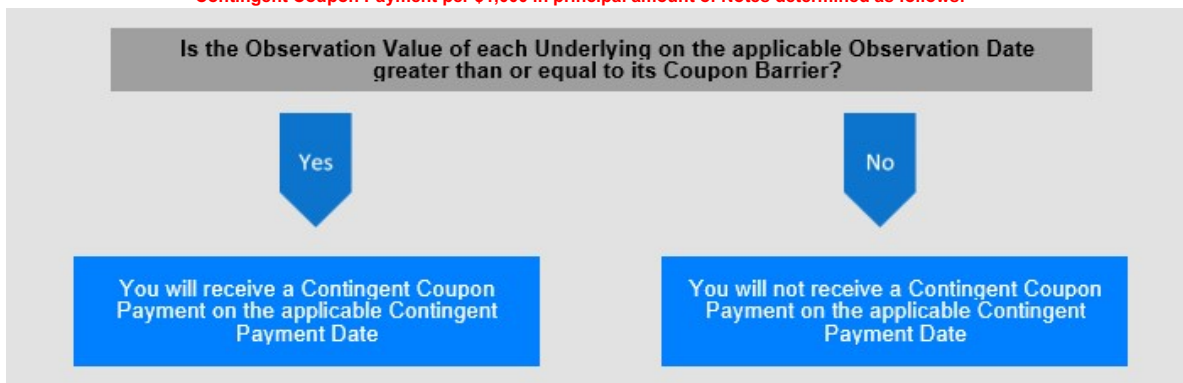 Contingent Coupon Payment per $1,000 in principal amount of Notes determined as follows:
Is the Observation Value of each Underlying on the applicable Observation Date
greater than or equal to its Coupon Barrier?
Yes
No
You will receive a Contingent Coupon
Payment on the applicable Contingent
Payment Date
You will not receive a Contingent Coupon
Payment on the applicable Contingent
Payment Date